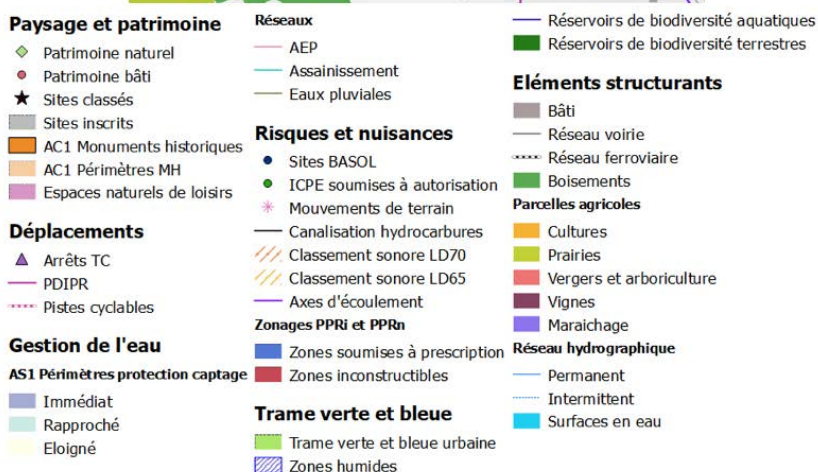 Paysage et patrimoine
Patrimoine naturel
Patrimoine bâti
Sites classés
Sites inscrits
AC1 Monuments historiques
AC1 Périmètres MH
Espaces naturels de loisirs
Déplacements
Arrêts TC
PDIPR
Pistes cyclables
Gestion de l'eau
AS1 Périmètres protection captage
Immédiat
Rapproché
Eloigné
Réseaux
AEP
Assainissement
Eaux pluviales
Risques et nuisances
Sites BASOL
ICPE soumises à autorisation
Mouvements de terrain
Canalisation hydrocarbures
Classement sonore LD70
Classement sonore LD65
Axes d'écoulement
Zonages PPRi et PPRn
Zones soumises à prescription
Zones inconstructibles
Trame verte et bleue
Trame verte et bleue urbaine
Zones humides
Réservoirs de biodiversité aquatiques
Réservoirs de biodiversité terrestres
Eléments structurants
Bâti
Réseau voirie
Réseau ferroviaire
Boisements
Parcelles agricoles
Cultures
Prairies
Vergers et arboriculture
Vignes
Maraichage
Réseau hydrographique
Permanent
Intermittent
Surfaces en eau